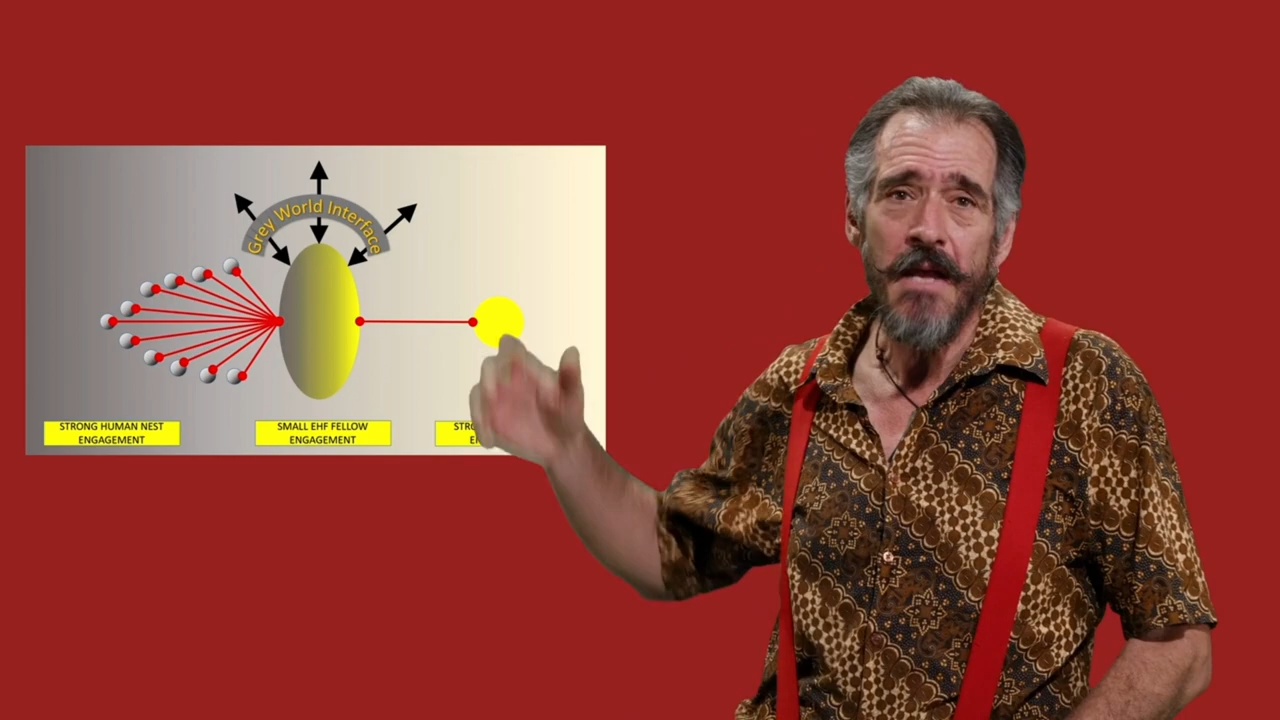 Grey World Interface
STRONG HUMAN NEST
ENGAGEMENT
SMALL EHF FELLOW
ENGAGEMENT